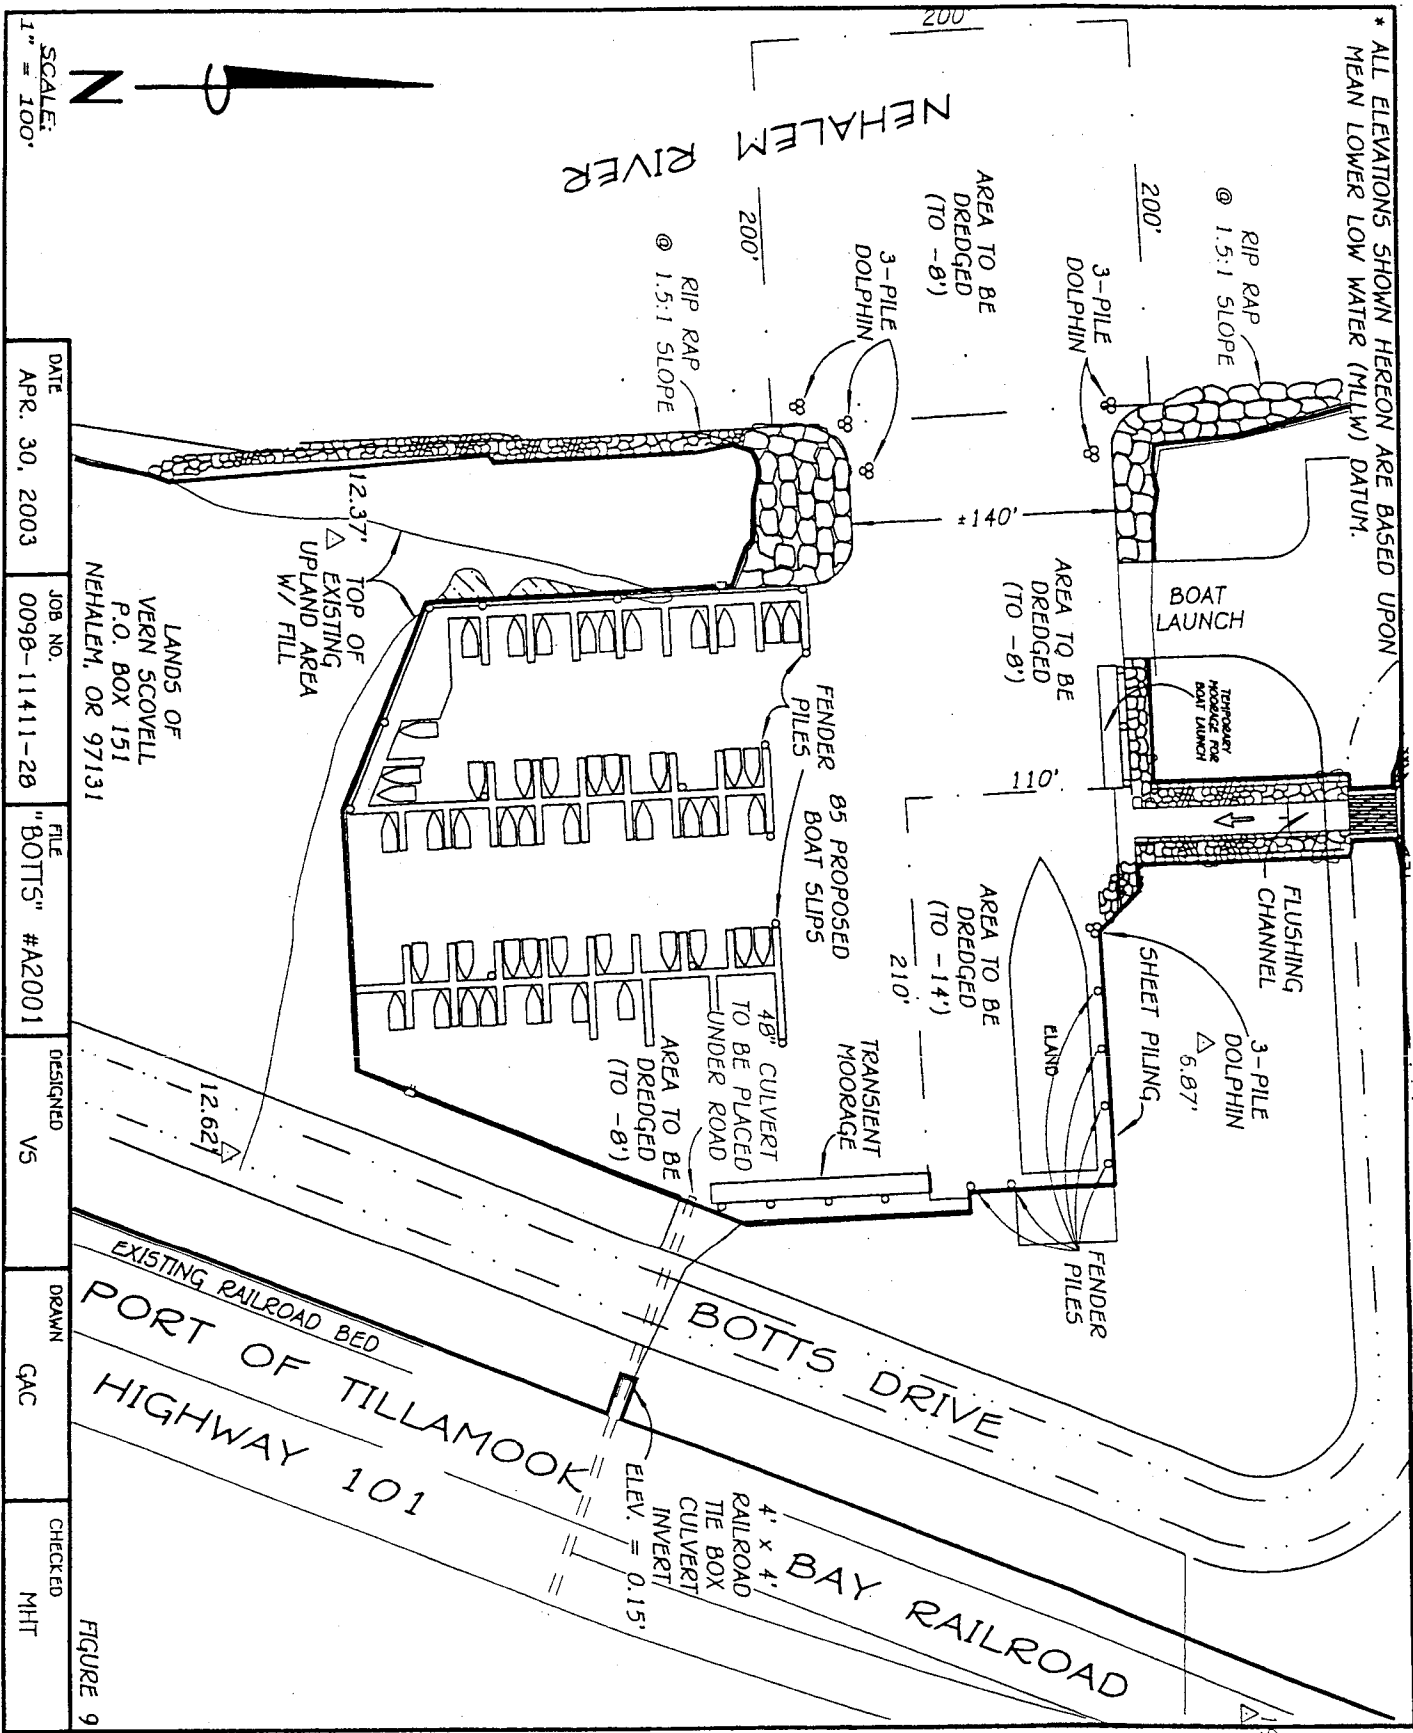 * ALL ELEVATIONS SHOWN HEREON ARE BASED UPON
MEAN LOWER LOW WATER (MLLW) DATUM.
RIP RAP
@ 1.5:1 SLOPE
BOAT
LAUNCH
TEMPORARY
MOORAGE FOR
BOAT LAUNCH
FLUSHING
CHANNEL
3-PILE
DOLPHIN
6.87'
SHEET PILING
200'
200'
3-PILE
DOLPHIN
AREA TO BE
DREDGED
(TO -8')
±140'
AREA TO BE
DREDGED
(TO -8')
110'
AREA TO BE
DREDGED
(TO -14')
210'
ELAND
FENDER
PILES
NEHALEM RIVER
200'
3-PILE
DOLPHIN
RIP RAP
@ 1.5:1 SLOPE
FENDER
PILES
85 PROPOSED
BOAT SLIPS
TRANSIENT
MOORAGE
48" CULVERT
TO BE PLACED
UNDER ROAD
AREA TO BE
DREDGED
(TO -8')
12.37'
TOP OF
EXISTING
UPLAND AREA
W/ FILL
12.62'
BOTTS DRIVE
4' x 4'
RAILROAD
TIE BOX
CULVERT
INVERT
ELEV. = 0.15'
EXISTING RAILROAD BED
PORT OF TILLAMOOK BAY RAILROAD
HIGHWAY 101
LANDS OF
VERN SCOVELL
P.O. BOX 151
NEHALEM, OR 97131
N
FIGURE 9
SCALE:
1" = 100'
DATE
APR. 30, 2003
JOB NO.
0098-11411-28
FILE
"BOTTS" #A2001
DESIGNED
VS
DRAWN
GAC
CHECKED
MHT